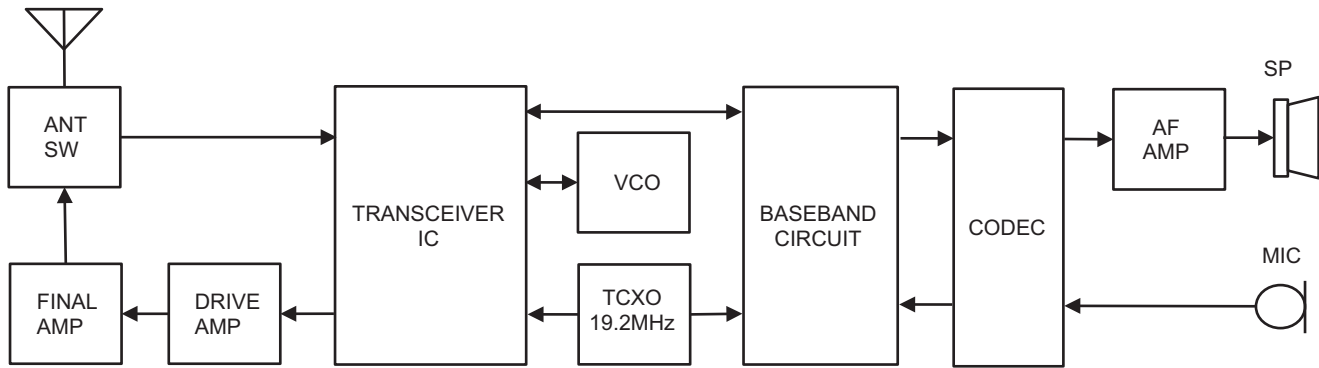 SP
ANT
SW
AF
AMP
VCO
TRANSCEIVER
IC
BASEBAND
CIRCUIT
CODEC
MIC
FINAL
AMP
DRIVE
AMP
TCXO
19.2MHz